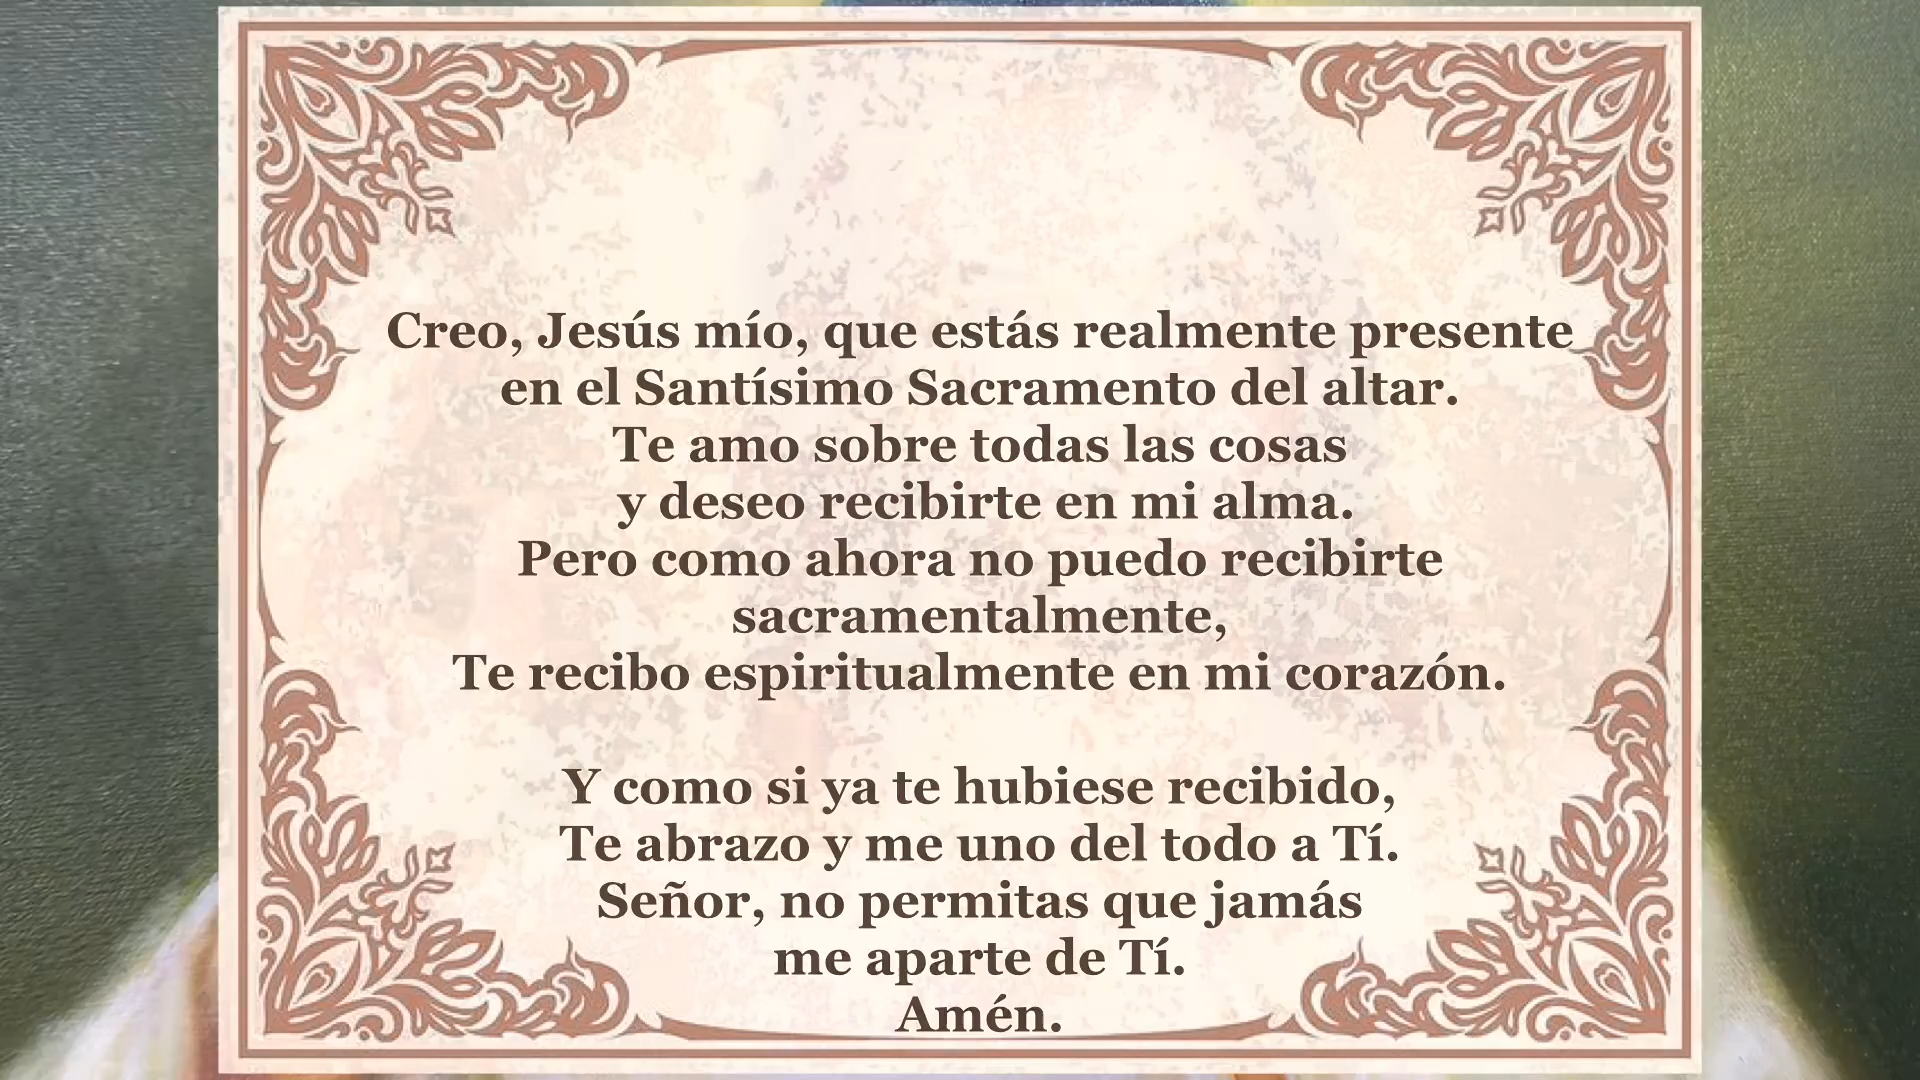 Creo, Jesús mío, que estás realmente presente
en el Santísimo Sacramento del altar.
Te amo sobre todas las cosas
y deseo recibirte en mi alma.
Pero como ahora no puedo recibirte
sacramentalmente,
Te recibo espiritualmente en mi corazón.
Y como si ya te hubiese recibido,
Te abrazo y me uno del todo a Tí.
Señor, no permitas que jamás
me aparte de Tí.
Amén.